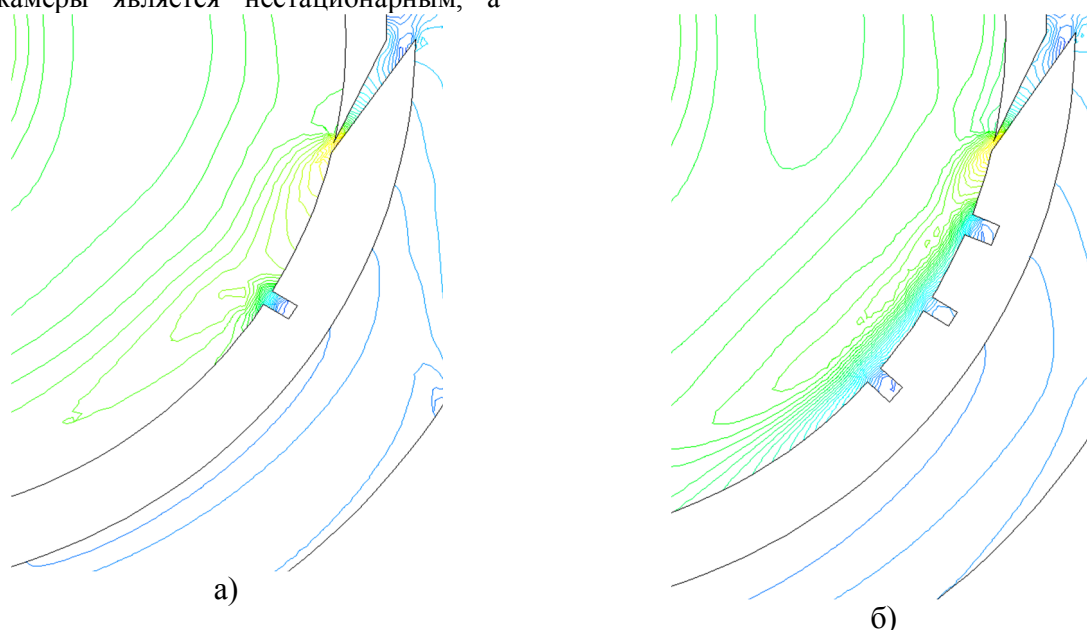 камеры является нестационарным, а
а)
б)